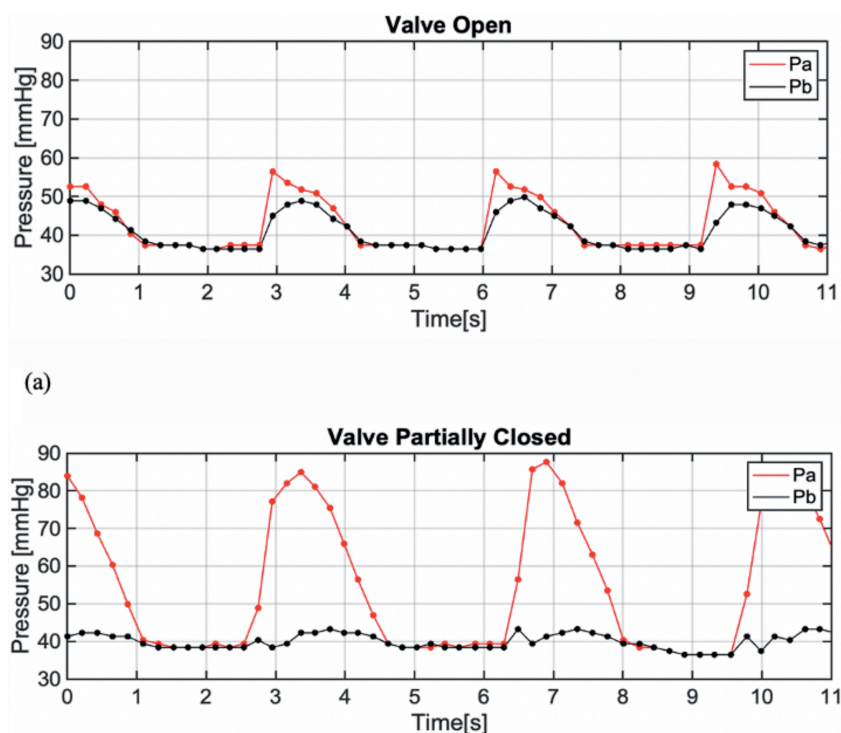 Valve Open
90
80
70
60
50
40
30
Pressure [mmHg]
Pa
Pb
0 1 2 3 4 5 6 7 8 9 10 11
Time[s]
(a)
Valve Partially Closed
90
80
70
60
50
40
30
Pressure [mmHg]
Pa
Pb
0 1 2 3 4 5 6 7 8 9 10 11
Time[s]